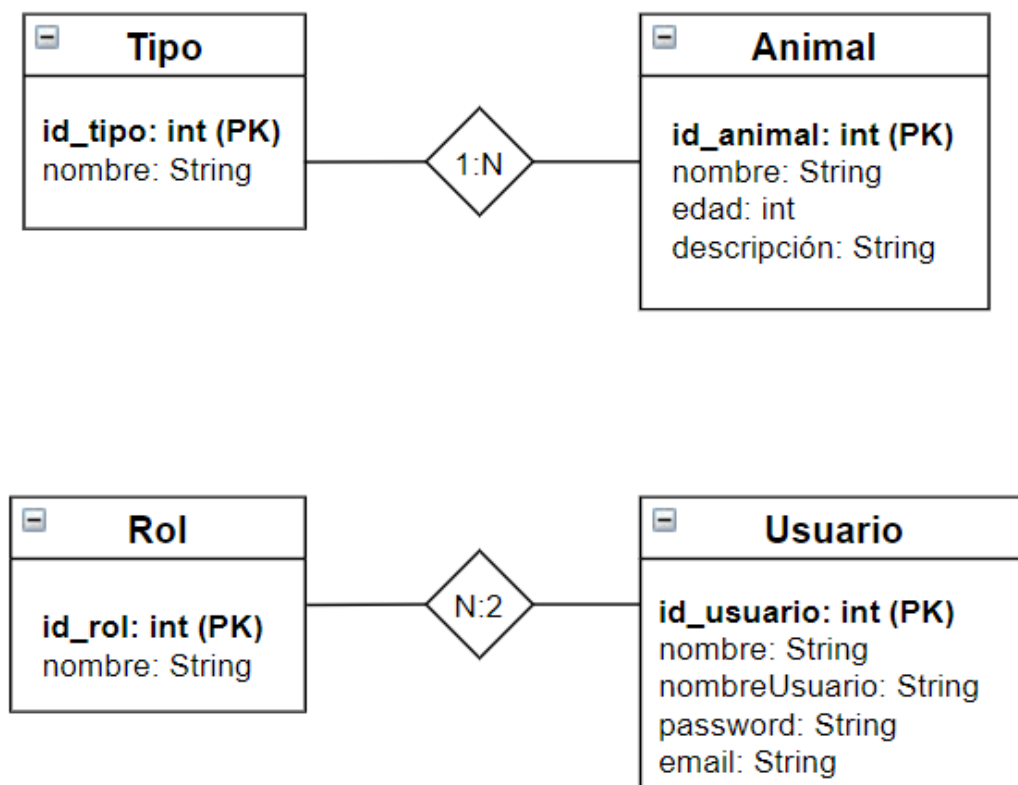 Tipo
id_tipo: int (PK)
nombre: String
1:N
Animal
id_animal: int (PK)
nombre: String
edad: int
descripción: String
Rol
id_rol: int (PK)
nombre: String
N:2
Usuario
id_usuario: int (PK)
nombre: String
nombreUsuario: String
password: String
email: String